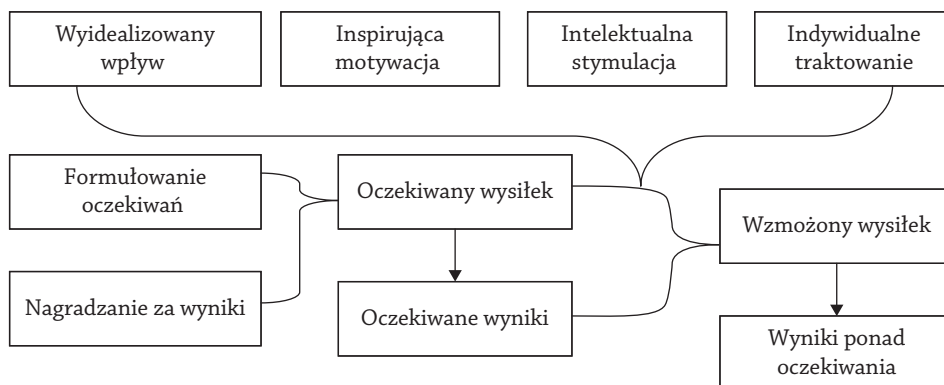 Wyidealizowany
wpływ
Inspirująca
motywacja
Intelektualna
stymulacja
Indywidualne
traktowanie
Formułowanie
oczekiwań
Oczekiwany wysiłek
Wzmożony wysiłek
Nagradzanie za wyniki
Oczekiwane wyniki
Wyniki ponad
oczekiwania